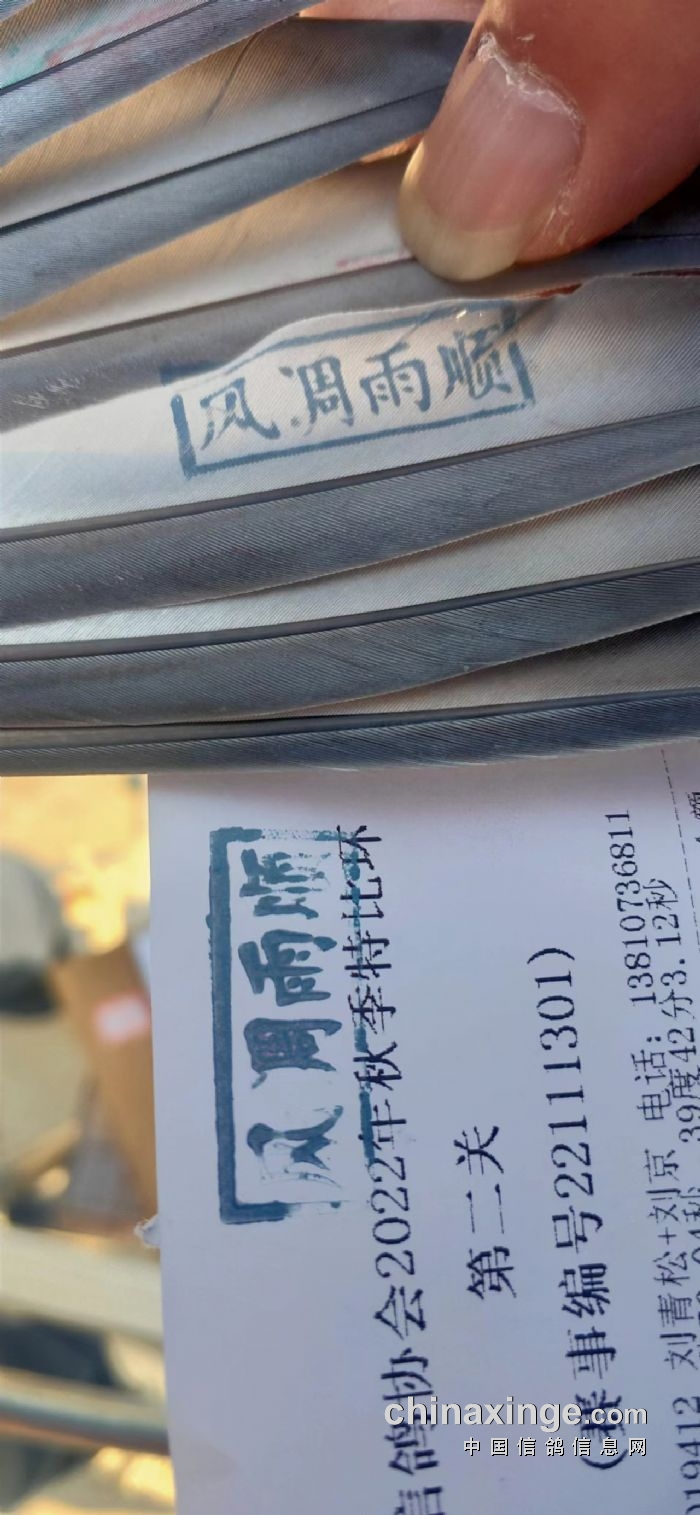 风调雨顺
风调雨顺
信鸽协会2022年秋季特比环
第二关
(赛事编号22111301)
019412 刘青松+刘京 电话：13810736811
39度42分3.12秒
chinaxinge.com
中国信鸽信息网